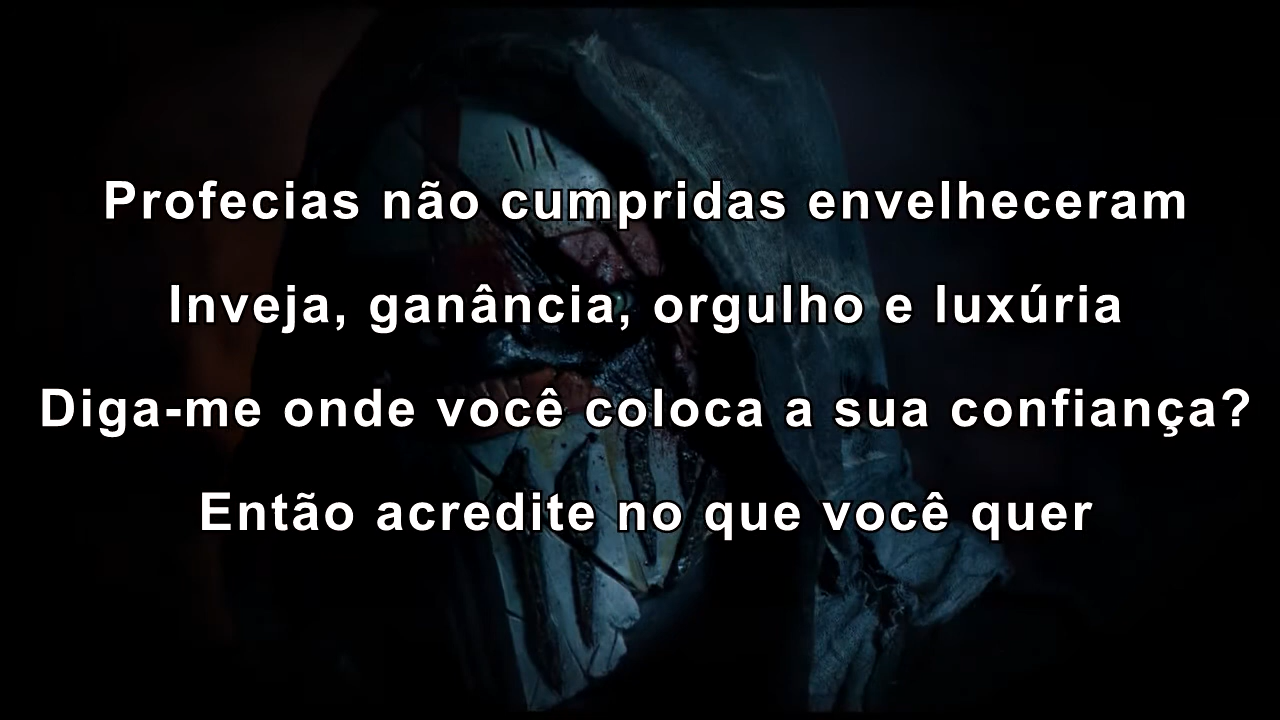 Profecias não cumpridas envelheceram
Inveja, ganância, orgulho e luxúria
Diga-me onde você coloca a sua confiança?
Então acredite no que você quer